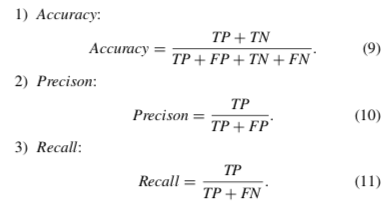 1) Accuracy:
Accuracy = TP + TN / TP + FP + TN + FN. (9)
2) Precison:
Precison = TP / TP + FP. (10)
3) Recall:
Recall = TP / TP + FN. (11)